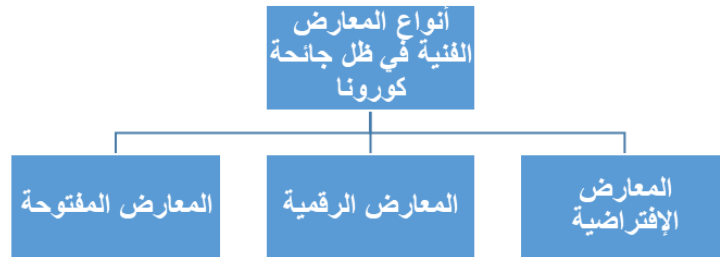 أنواع المعارض
الفنية في ظل جائحة
كورونا
المعارض
الإفتراضية
المعارض الرقمية
المعارض المفتوحة